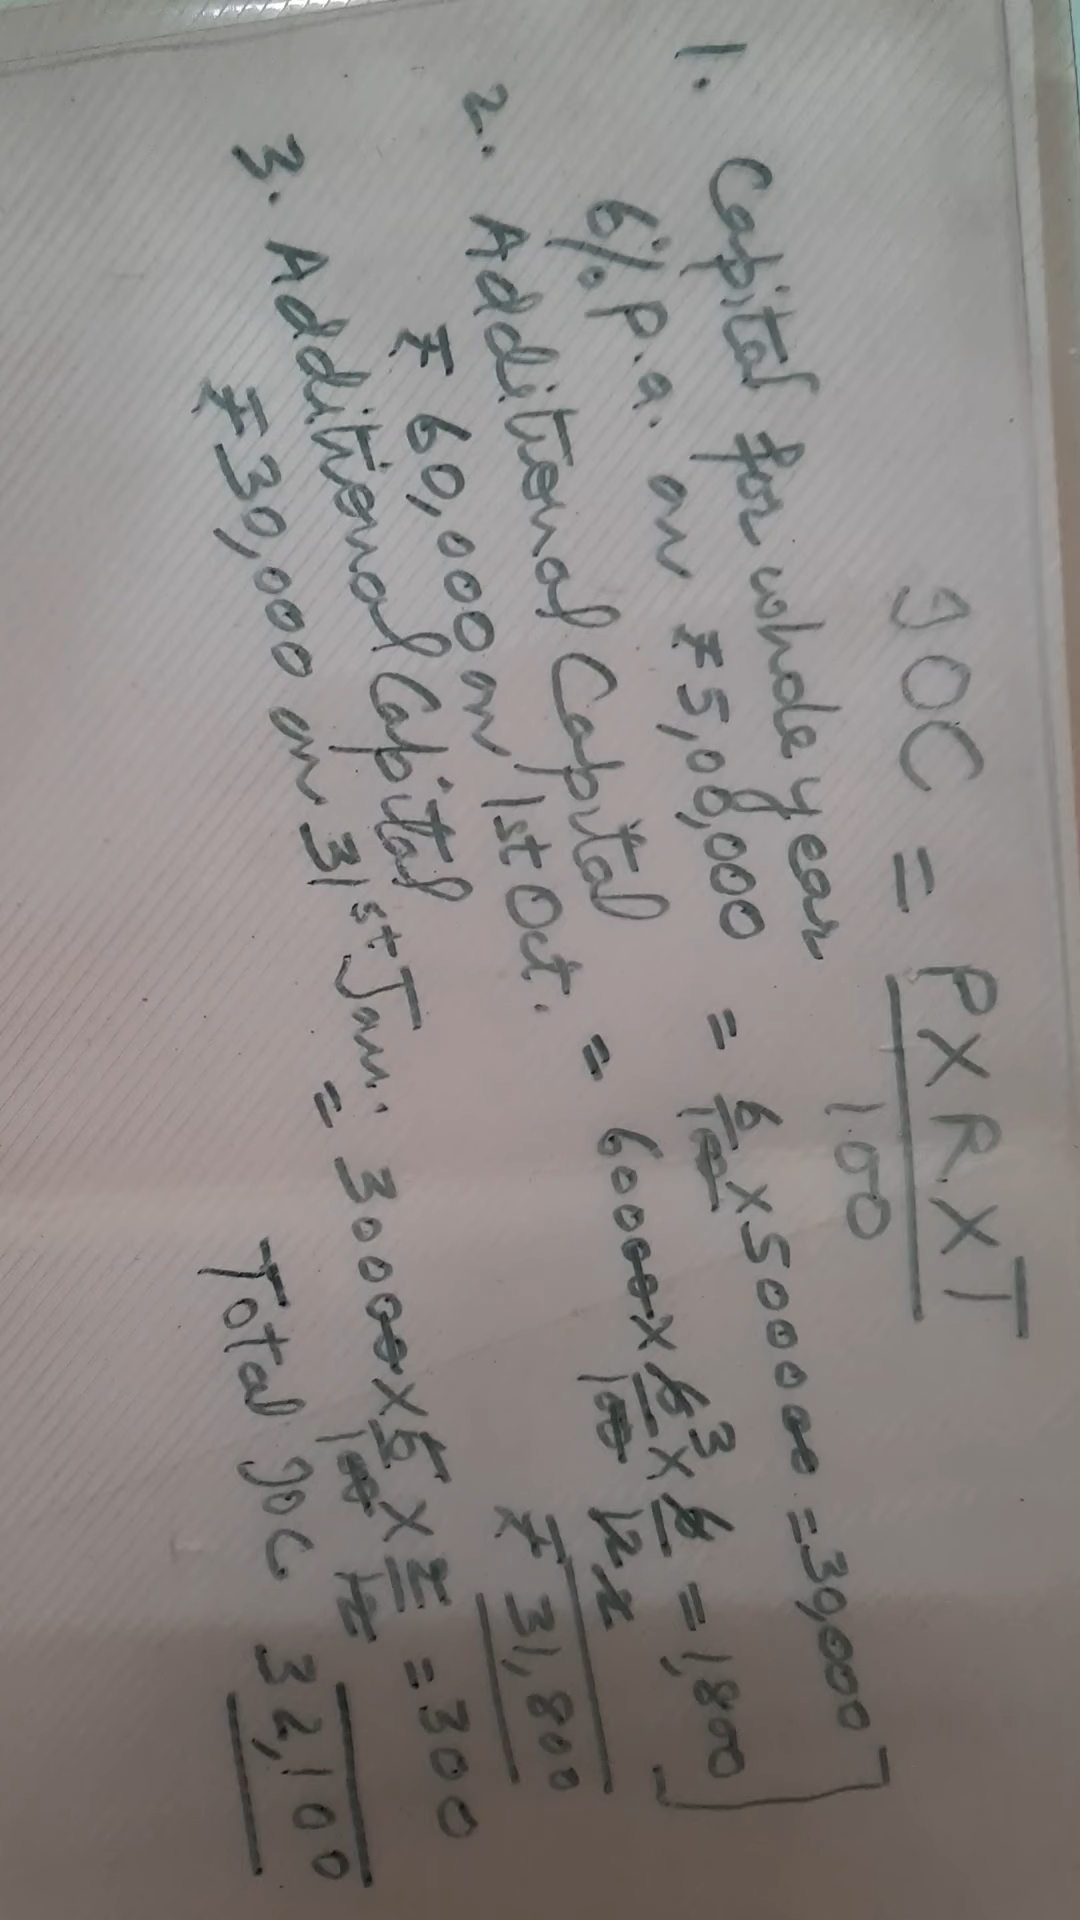 IOC = P X R X T
100
1. Capital for whole year
6% p.a. on ₹5,00,000 = 6/100 X 500000 = 30,000
2. Additional Capital
₹ 60,000 on 1st Oct. = 60000 X 6/100 X 6/12 = 1,800
₹ 31,800
3. Additional Capital
₹30,000 on 31st Jan. = 30000 X 6/100 X 2/12 = 300
Total IOC 32,100